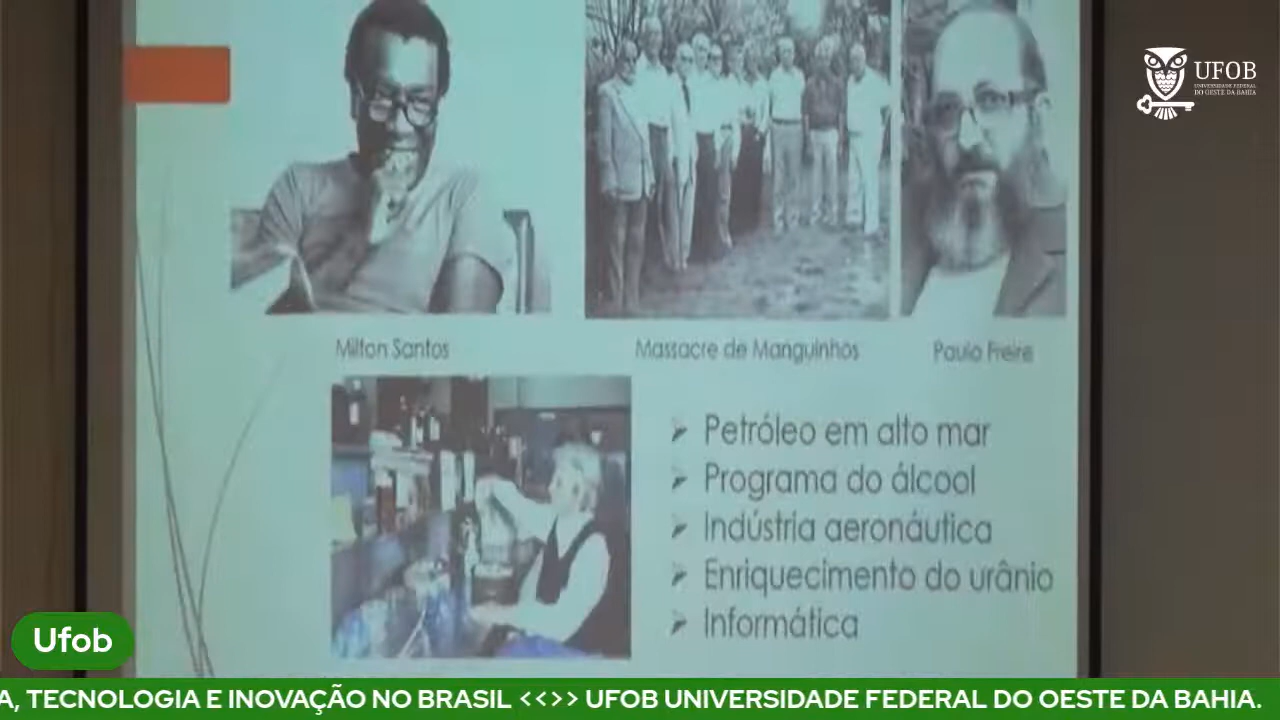 UFOB
UNIVERSIDADE FEDERAL
DO OESTE DA BAHIA
Milton Santos
Massacre de Manguinhos
Paulo Freire
Petróleo em alto mar
Programa do álcool
Indústria aeronáutica
Enriquecimento do urânio
Informática
Ufob
A, TECNOLOGIA E INOVAÇÃO NO BRASIL <<>> UFOB UNIVERSIDADE FEDERAL DO OESTE DA BAHIA.